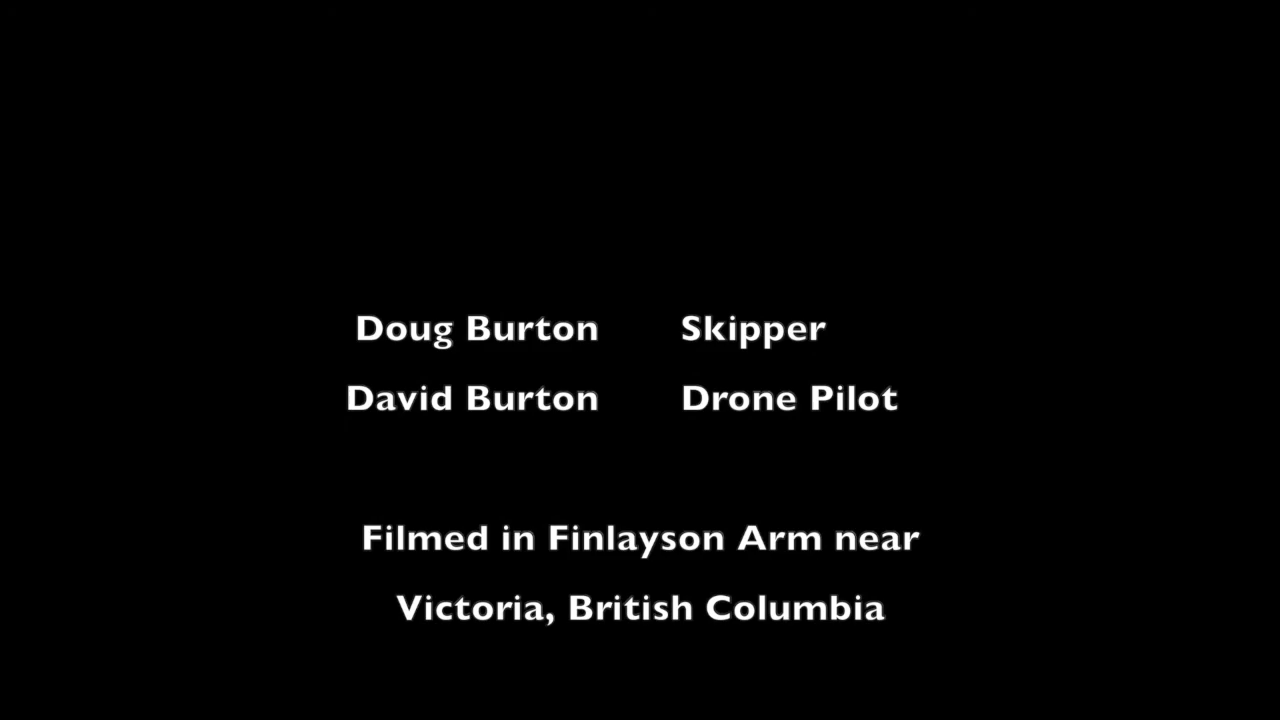 Doug Burton Skipper
David Burton Drone Pilot
Filmed in Finlayson Arm near
Victoria, British Columbia